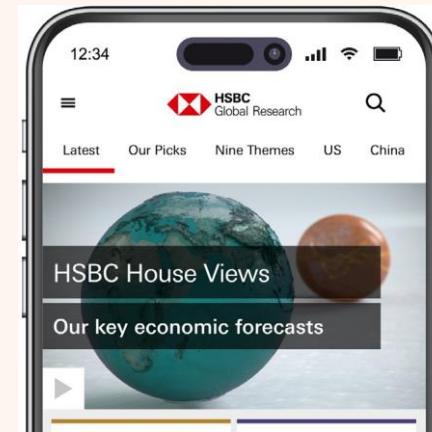 12:34
HSBC
Global Research
Latest Our Picks Nine Themes US China
HSBC House Views
Our key economic forecasts